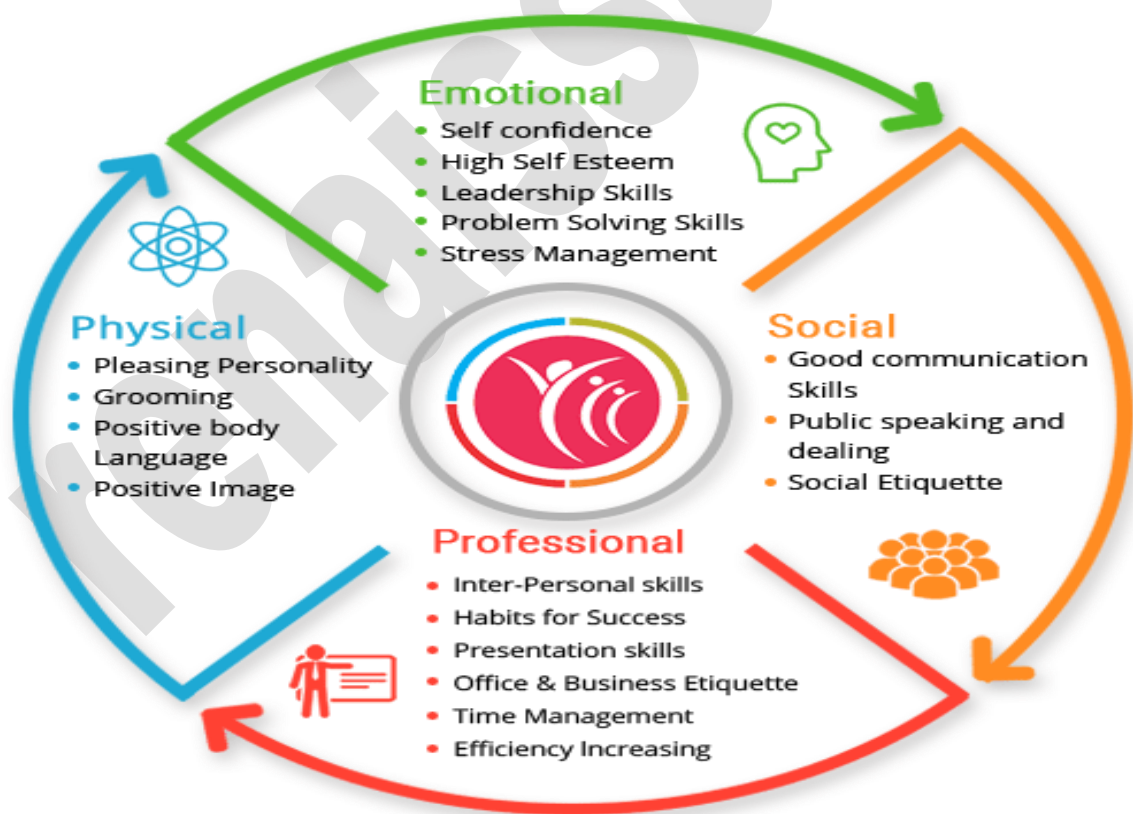 Emotional
• Self confidence
• High Self Esteem
• Leadership Skills
• Problem Solving Skills
• Stress Management
Physical
• Pleasing Personality
• Grooming
• Positive body
Language
• Positive Image
Social
• Good communication
Skills
• Public speaking and
dealing
• Social Etiquette
Professional
• Inter-Personal skills
• Habits for Success
• Presentation skills
• Office & Business Etiquette
• Time Management
• Efficiency Increasing